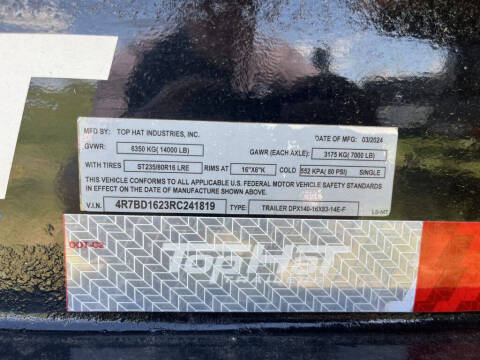 MFG BY: TOP HAT INDUSTRIES, INC. DATE OF MFG: 03/2024
GVWR: 6350 KG( 14000 LB) GAWR (EACH AXLE): 3175 KG( 7000 LB)
WITH TIRES ST235/80R16 LRE RIMS AT 16"X6"K COLD 552 KPA( 80 PSI) SINGLE
THIS VEHICLE CONFORMS TO ALL APPLICABLE U.S. FEDERAL MOTOR VEHICLE SAFETY STANDARDS
IN EFFECT ON THE DATE OF MANUFACTURE SHOWN ABOVE.
V.I.N. 4R7BD1623RC241819 TYPE: TRAILER DPX140-16X83-14E-F
DOT-C2
Top Hat